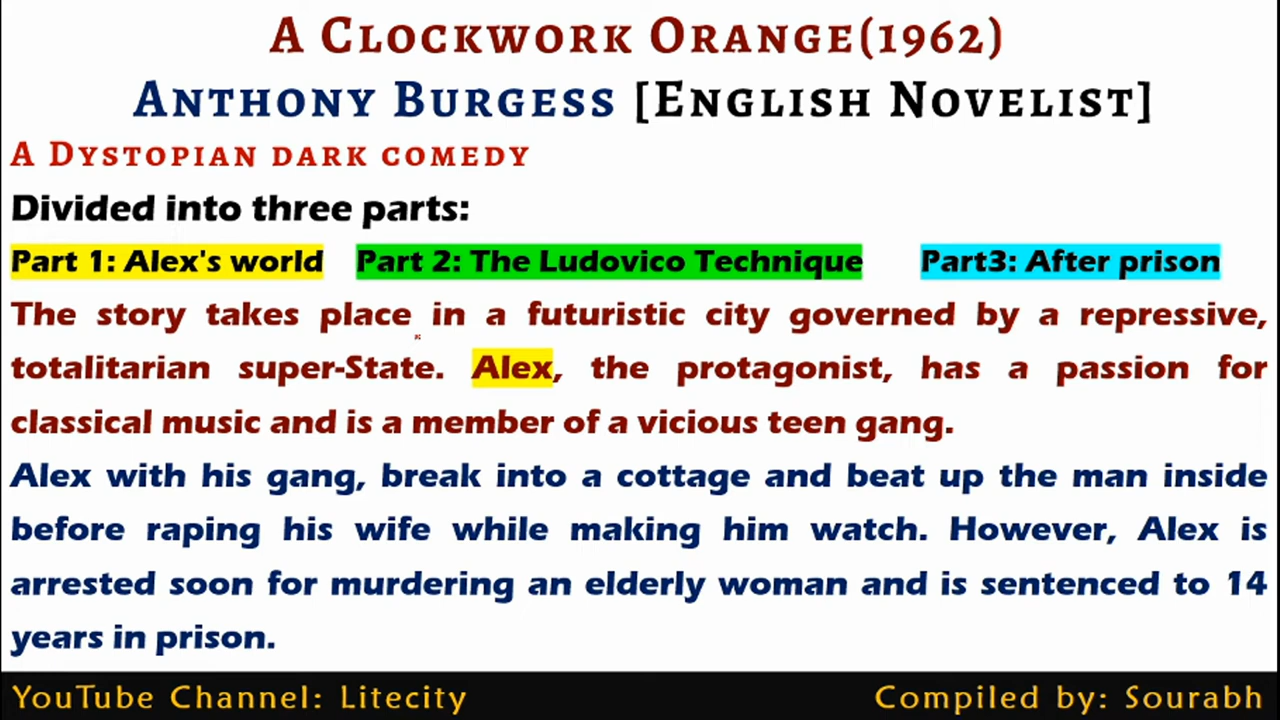 A Clockwork Orange(1962)
Anthony Burgess [English Novelist]
A Dystopian dark comedy
Divided into three parts:
Part 1: Alex's world Part 2: The Ludovico Technique Part3: After prison
The story takes place in a futuristic city governed by a repressive,
totalitarian super-State. Alex, the protagonist, has a passion for
classical music and is a member of a vicious teen gang.
Alex with his gang, break into a cottage and beat up the man inside
before raping his wife while making him watch. However, Alex is
arrested soon for murdering an elderly woman and is sentenced to 14
years in prison.
YouTube Channel: Litecity Compiled by: Sourabh